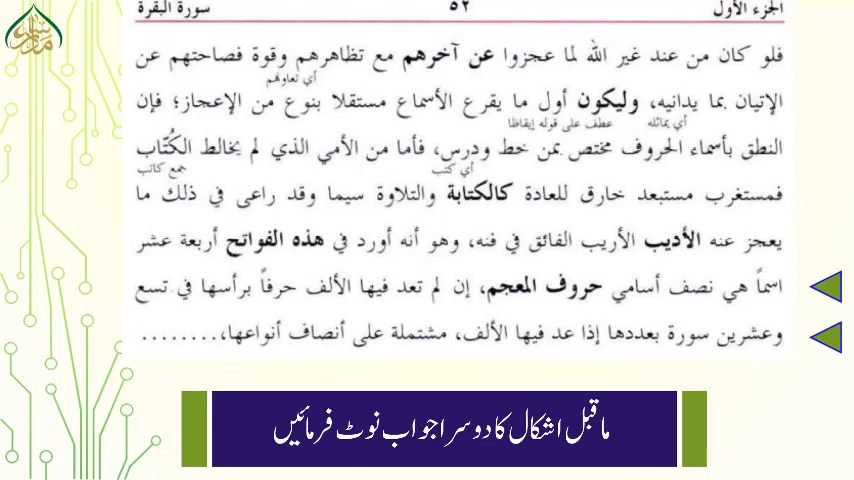 الجزء الأول ٥٢ سورة البقرة
فلو كان من عند غير الله لما عجزوا عن آخرهم مع تظاهرهم وقوة فصاحتهم عن
أي تعاونهم
الإتيان بما يدانيه، وليكون أول ما يقرع الأسماع مستقلا بنوع من الإعجاز؛ فإن
أي يماثله عطف على قوله إيقاظا
النطق بأسماء الحروف مختص بمن خط ودرس، فأما من الأمي الذي لم يخالط الكُتّاب
أي كتب جمع كاتب
فمستغرب مستبعد خارق للعادة كالكتابة والتلاوة سيما وقد راعى في ذلك ما
يعجز عنه الأديب الأريب الفائق في فنه، وهو أنه أورد في هذه الفواتح أربعة عشر
اسماً هي نصف أسامي حروف المعجم، إن لم تعد فيها الألف حرفاً برأسها في تسع
وعشرين سورة بعددها إذا عد فيها الألف، مشتملة على أنصاف أنواعها،........
ماقبل اشکال کا دوسرا جواب نوٹ فرمائیں